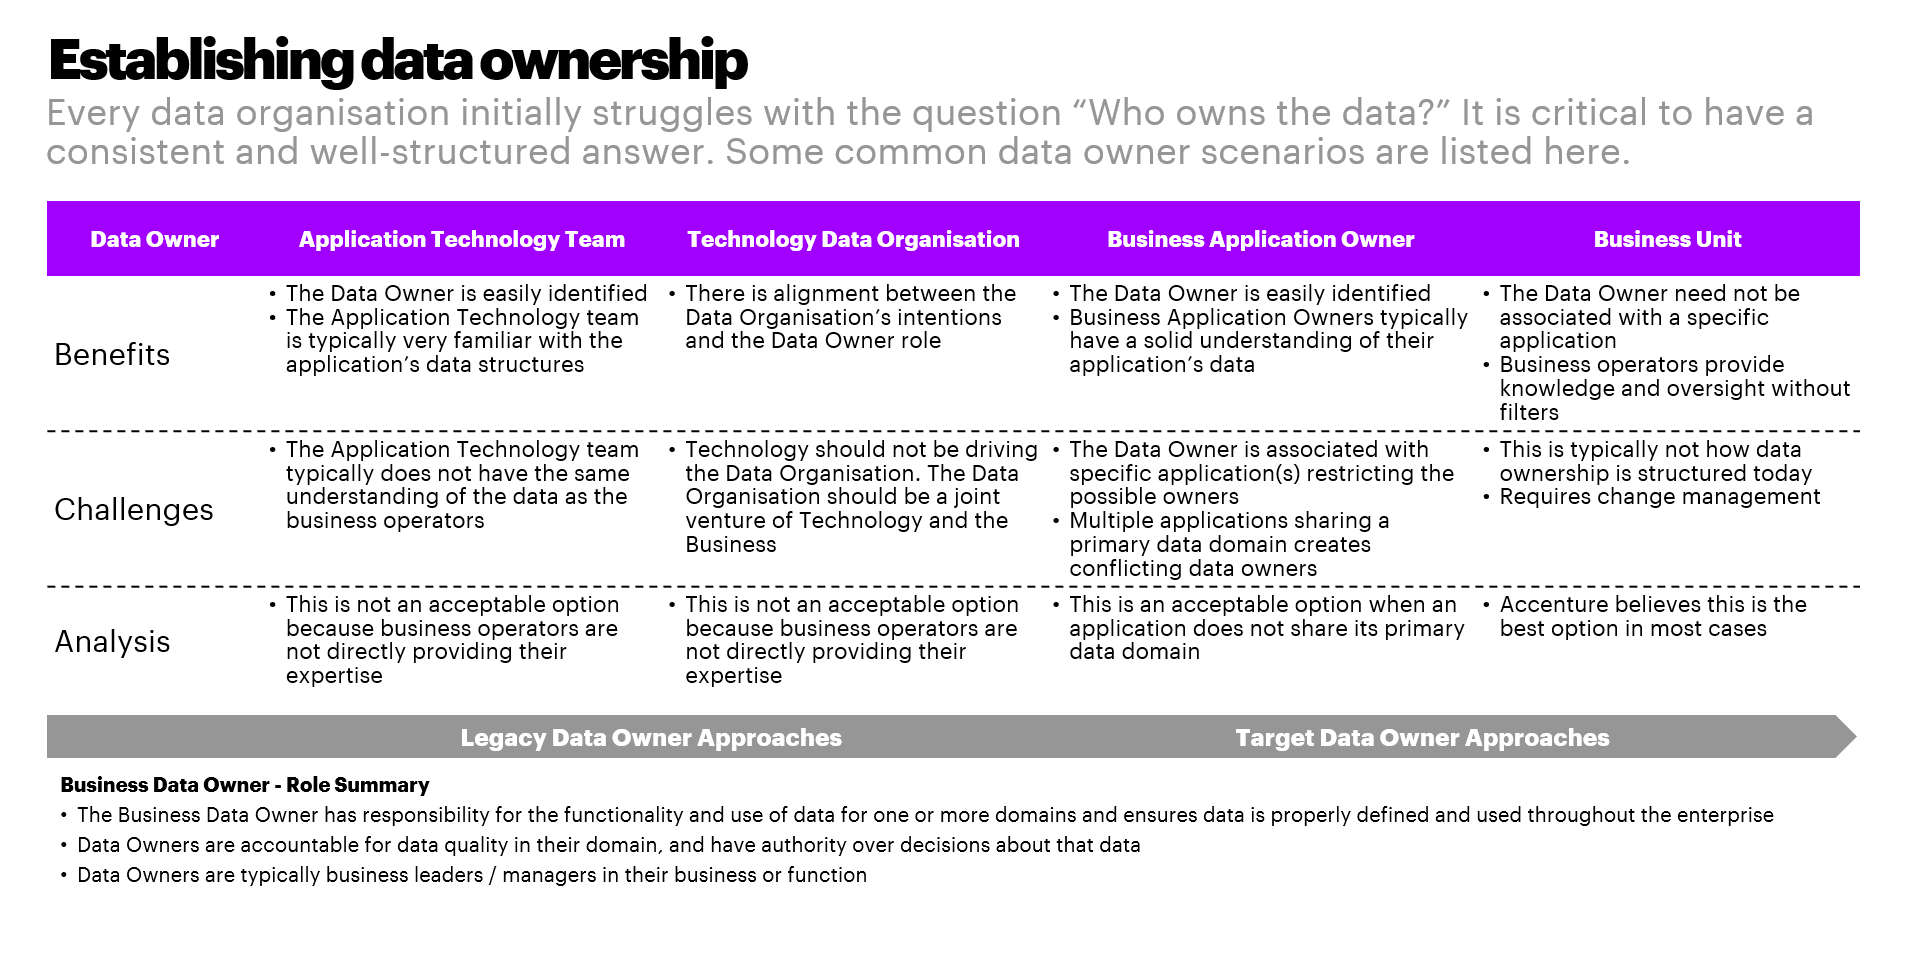 Establishing data ownership
Every data organisation initially struggles with the question “Who owns the data?” It is critical to have a
consistent and well-structured answer. Some common data owner scenarios are listed here.
Data Owner
Application Technology Team
Technology Data Organisation
Business Application Owner
Business Unit
Benefits
• The Data Owner is easily identified
• The Application Technology team
is typically very familiar with the
application’s data structures
• There is alignment between the
Data Organisation’s intentions
and the Data Owner role
• The Data Owner is easily identified
• Business Application Owners typically
have a solid understanding of their
application’s data
• The Data Owner need not be
associated with a specific
application
• Business operators provide
knowledge and oversight without
filters
Challenges
• The Application Technology team
typically does not have the same
understanding of the data as the
business operators
• Technology should not be driving
the Data Organisation. The Data
Organisation should be a joint
venture of Technology and the
Business
• The Data Owner is associated with
specific application(s) restricting the
possible owners
• Multiple applications sharing a
primary data domain creates
conflicting data owners
• This is typically not how data
ownership is structured today
• Requires change management
Analysis
• This is not an acceptable option
because business operators are
not directly providing their
expertise
• This is not an acceptable option
because business operators are
not directly providing their
expertise
• This is an acceptable option when an
application does not share its primary
data domain
• Accenture believes this is the
best option in most cases
Legacy Data Owner Approaches
Target Data Owner Approaches
Business Data Owner - Role Summary
• The Business Data Owner has responsibility for the functionality and use of data for one or more domains and ensures data is properly defined and used throughout the enterprise
• Data Owners are accountable for data quality in their domain, and have authority over decisions about that data
• Data Owners are typically business leaders / managers in their business or function